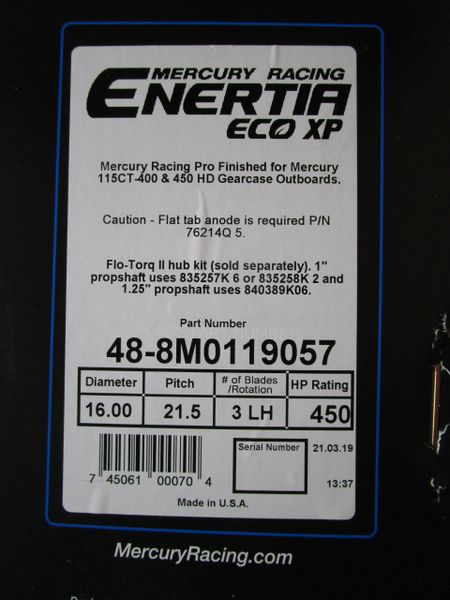 MERCURY RACING
ENERTIA
ECO XP
Mercury Racing Pro Finished for Mercury
115CT-400 & 450 HD Gearcase Outboards.
Caution - Flat tab anode is required P/N
76214Q 5.
Flo-Torq II hub kit (sold separately). 1"
propshaft uses 835257K 6 or 835258K 2 and
1.25" propshaft uses 840389K06.
Part Number
48-8M0119057
Diameter Pitch # of Blades /Rotation HP Rating
16.00 21.5 3 LH 450
Serial Number 21.03.19
13:37
7 45061 00070 4
Made in U.S.A.
MercuryRacing.com